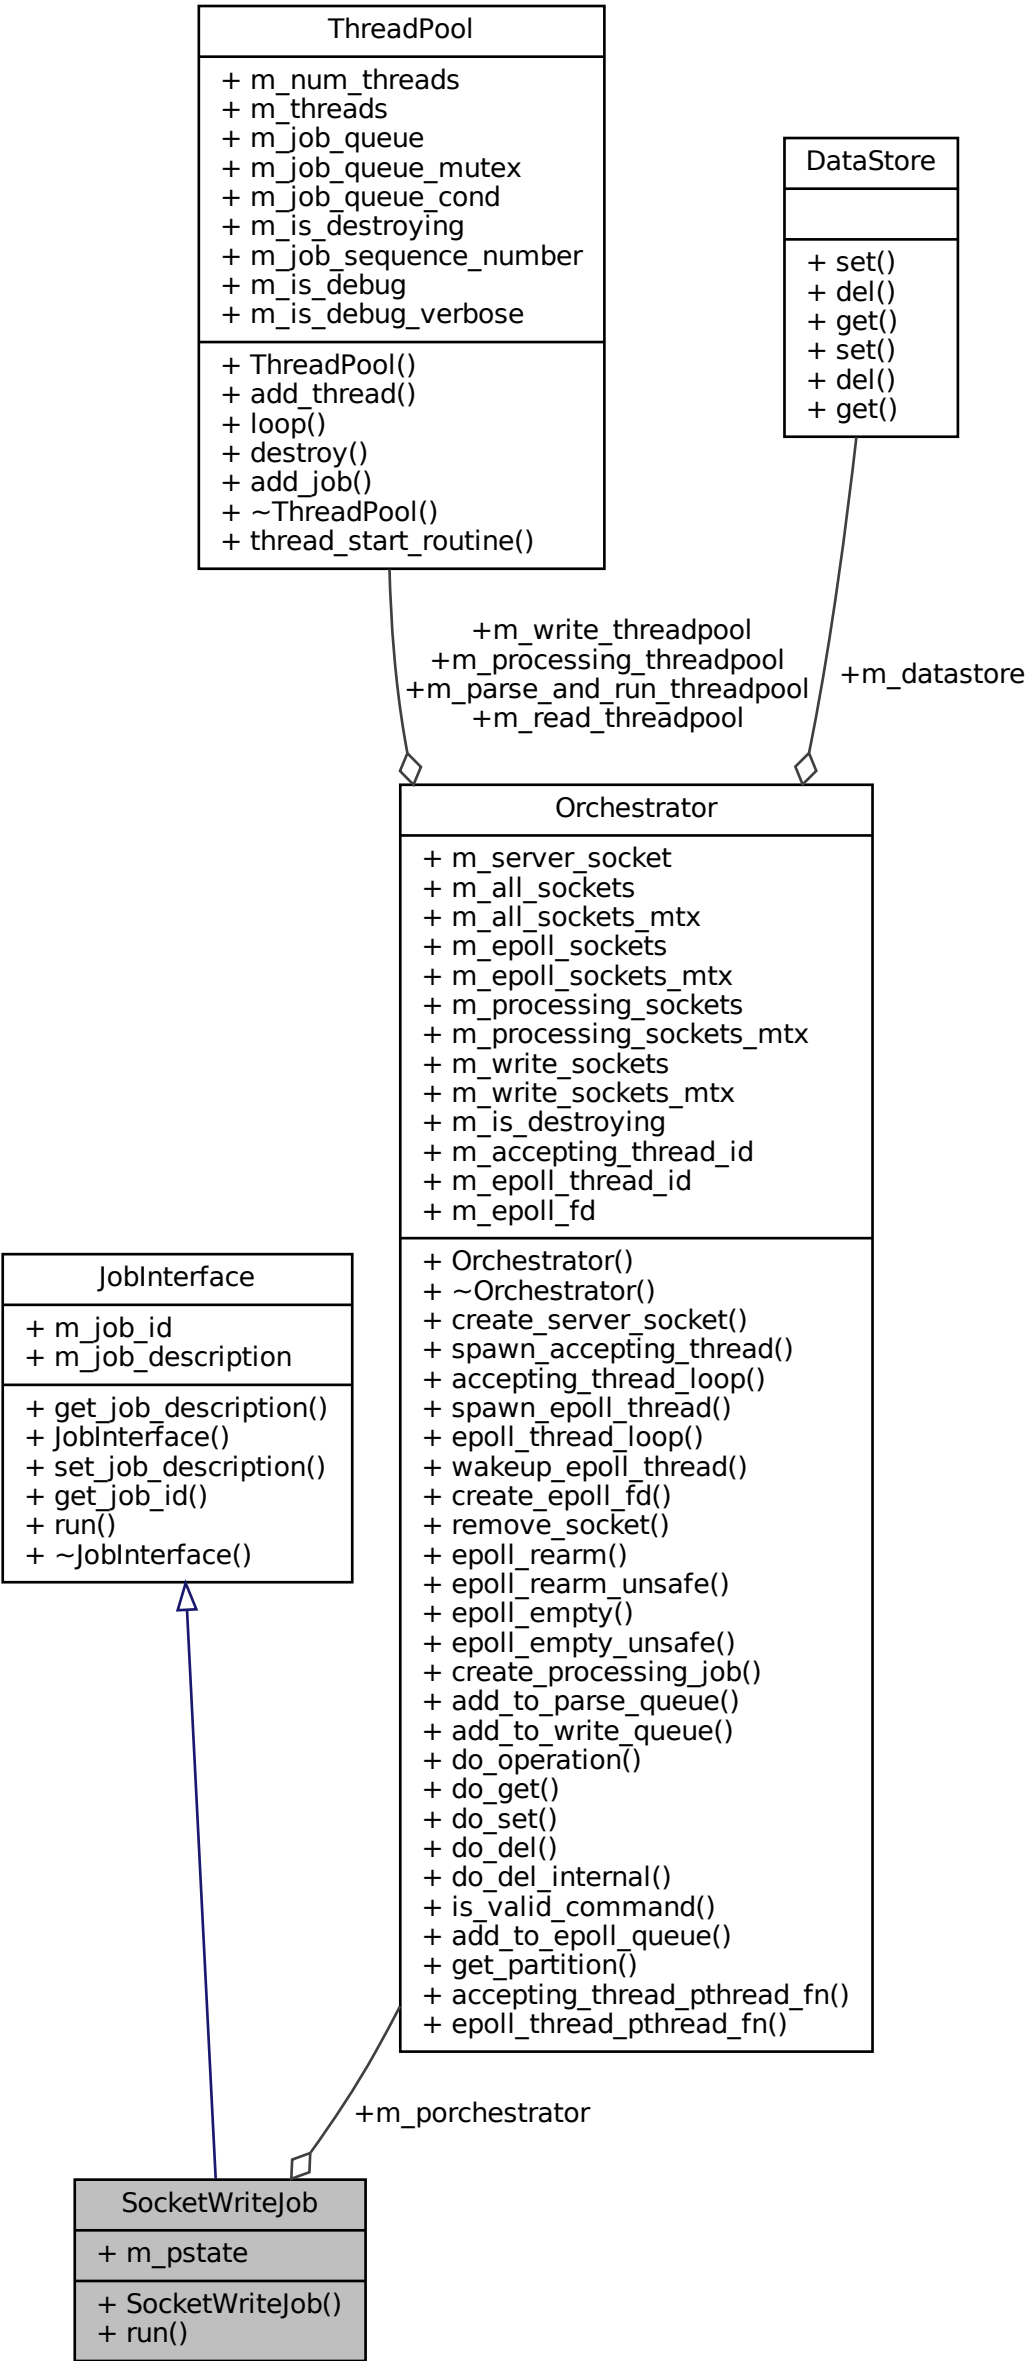 ThreadPool
+ m_num_threads
+ m_threads
+ m_job_queue
+ m_job_queue_mutex
+ m_job_queue_cond
+ m_is_destroying
+ m_job_sequence_number
+ m_is_debug
+ m_is_debug_verbose
+ ThreadPool()
+ add_thread()
+ loop()
+ destroy()
+ add_job()
+ ~ThreadPool()
+ thread_start_routine()
DataStore
+ set()
+ del()
+ get()
+ set()
+ del()
+ get()
+m_write_threadpool
+m_processing_threadpool
+m_parse_and_run_threadpool
+m_read_threadpool
+m_datastore
Orchestrator
+ m_server_socket
+ m_all_sockets
+ m_all_sockets_mtx
+ m_epoll_sockets
+ m_epoll_sockets_mtx
+ m_processing_sockets
+ m_processing_sockets_mtx
+ m_write_sockets
+ m_write_sockets_mtx
+ m_is_destroying
+ m_accepting_thread_id
+ m_epoll_thread_id
+ m_epoll_fd
+ Orchestrator()
+ ~Orchestrator()
+ create_server_socket()
+ spawn_accepting_thread()
+ accepting_thread_loop()
+ spawn_epoll_thread()
+ epoll_thread_loop()
+ wakeup_epoll_thread()
+ create_epoll_fd()
+ remove_socket()
+ epoll_rearm()
+ epoll_rearm_unsafe()
+ epoll_empty()
+ epoll_empty_unsafe()
+ create_processing_job()
+ add_to_parse_queue()
+ add_to_write_queue()
+ do_operation()
+ do_get()
+ do_set()
+ do_del()
+ do_del_internal()
+ is_valid_command()
+ add_to_epoll_queue()
+ get_partition()
+ accepting_thread_pthread_fn()
+ epoll_thread_pthread_fn()
JobInterface
+ m_job_id
+ m_job_description
+ get_job_description()
+ JobInterface()
+ set_job_description()
+ get_job_id()
+ run()
+ ~JobInterface()
+m_porchestrator
SocketWriteJob
+ m_pstate
+ SocketWriteJob()
+ run()